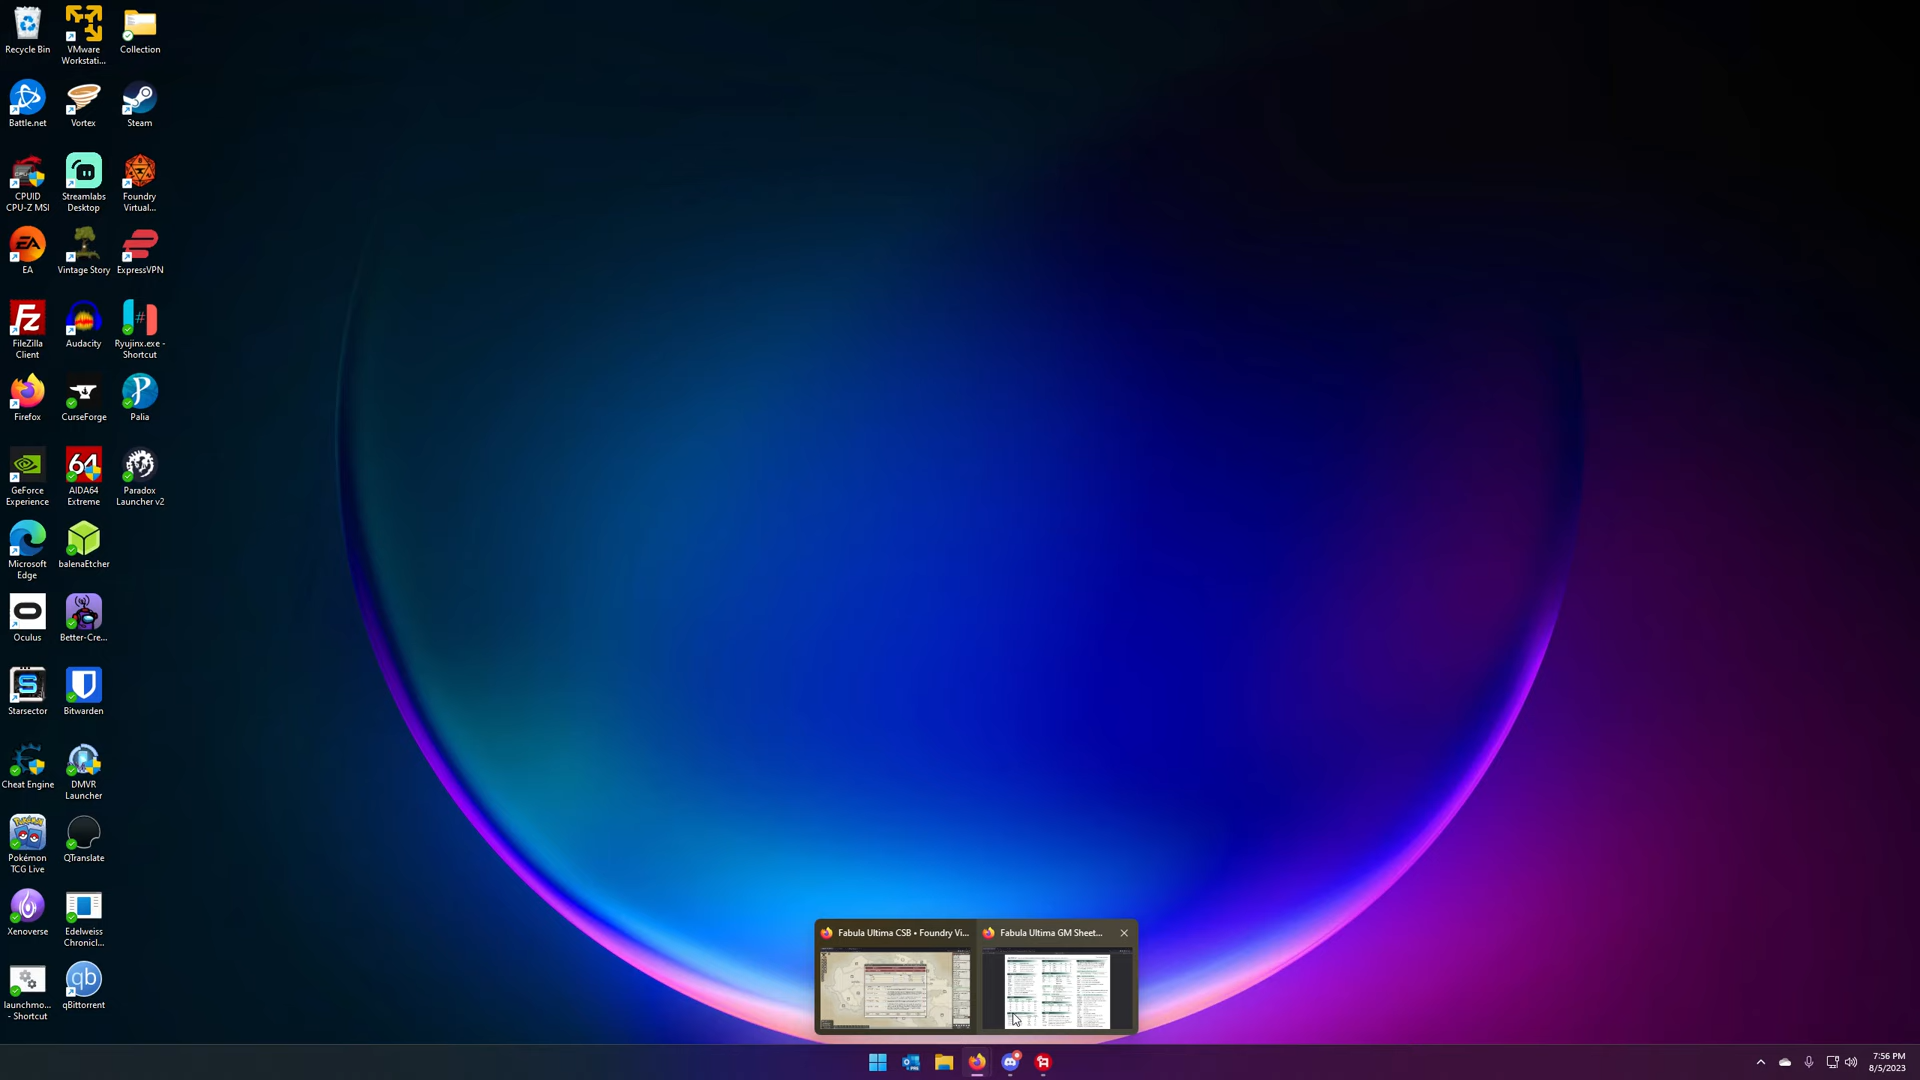 Recycle Bin
VMware
Workstati...
Collection
Battle.net
Vortex
Steam
CPUID
CPU-Z MSI
Streamlabs
Desktop
Foundry
Virtual...
EA
Vintage Story
ExpressVPN
FileZilla
Client
Audacity
Ryujinx.exe -
Shortcut
Firefox
CurseForge
Palia
GeForce
Experience
64
AIDA64
Extreme
Paradox
Launcher v2
Microsoft
Edge
balenaEtcher
Oculus
Better-Cre...
Starsector
Bitwarden
Cheat Engine
DMVR
Launcher
Pokémon
TCG Live
QTranslate
Xenoverse
Edelweiss
Chronicl...
launchmo...
- Shortcut
qb
qBittorrent
Fabula Ultima CSB • Foundry Vi...
Fabula Ultima GM Sheet...
7:56 PM
8/5/2023